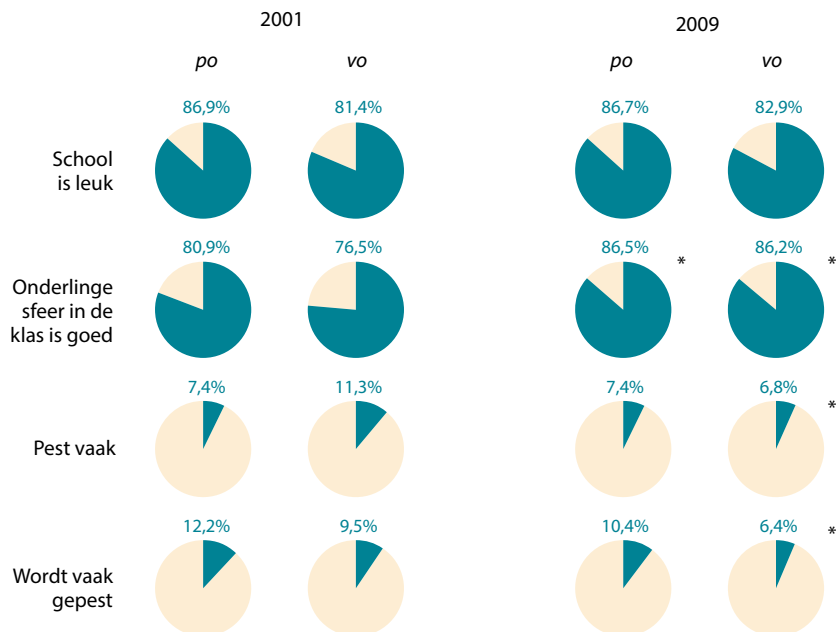 2001
2009
po
vo
po
vo
86,9%
81,4%
86,7%
82,9%
School
is leuk
80,9%
76,5%
86,5%
*
86,2%
*
Onderlinge
sfeer in de
klas is goed
7,4%
11,3%
7,4%
6,8%
*
Pest vaak
12,2%
9,5%
10,4%
6,4%
*
Wordt vaak
gepest